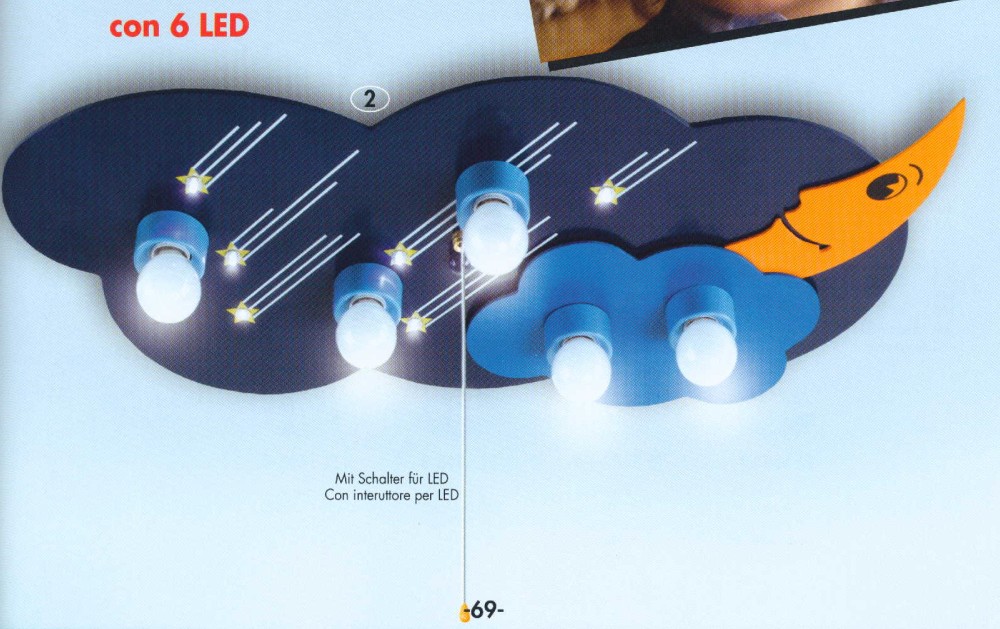 con 6 LED
2
Mit Schalter für LED
Con interuttore per LED
-69-